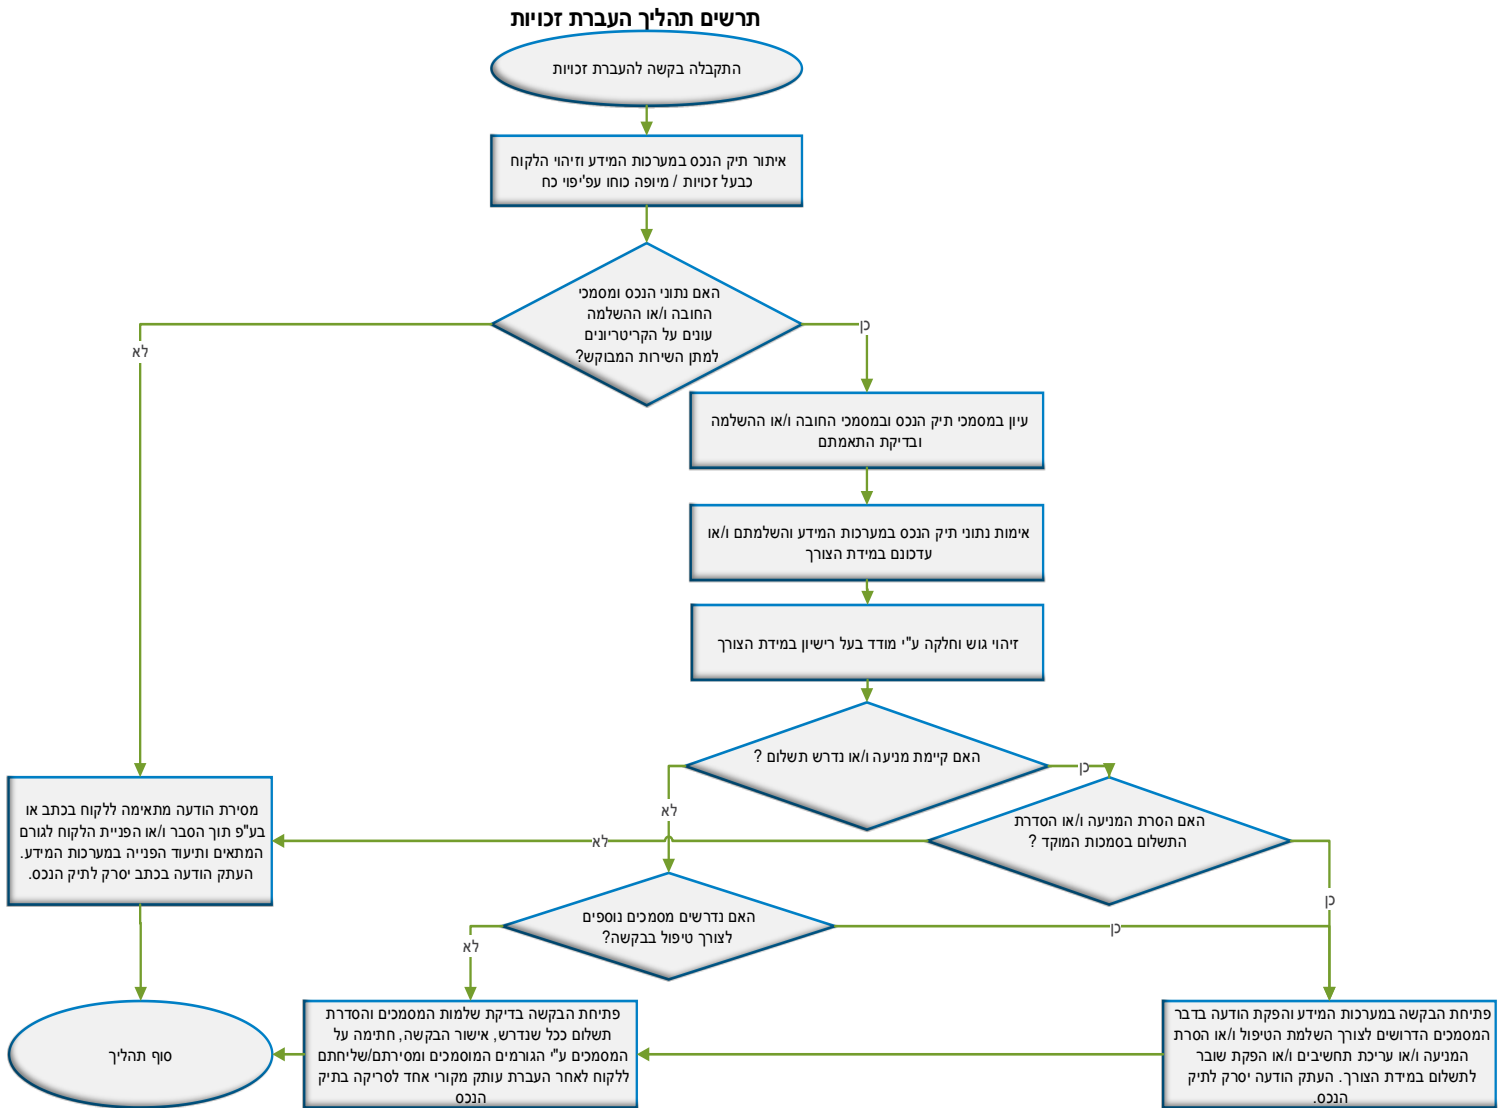 תרשים תהליך העברת זכויות
התקבלה בקשה להעברת זכויות
איתור תיק הנכס במערכות המידע וזיהוי הלקוח
כבעל זכויות / מיופה כוחו עפ'יפוי כח
האם נתוני הנכס ומסמכי
החובה ו/או ההשלמה
עונים על הקריטריונים
למתן השירות המבוקש?
כן
לא
עיון במסמכי תיק הנכס ובמסמכי החובה ו/או ההשלמה
ובדיקת התאמתם
אימות נתוני תיק הנכס במערכות המידע והשלמתם ו/או
עדכונם במידת הצורך
זיהוי גוש וחלקה ע"י מודד בעל רישיון במידת הצורך
האם קיימת מניעה ו/או נדרש תשלום ?
כן
לא
האם הסרת המניעה ו/או הסדרת
התשלום בסמכות המוקד ?
לא
כן
מסירת הודעה מתאימה ללקוח בכתב או
בע"פ תוך הסבר ו/או הפניית הלקוח לגורם
המתאים ותיעוד הפנייה במערכות המידע.
העתק הודעה בכתב יסרק לתיק הנכס.
האם נדרשים מסמכים נוספים
לצורך טיפול בבקשה?
כן
לא
פתיחת הבקשה במערכות המידע והפקת הודעה בדבר
המסמכים הדרושים לצורך השלמת הטיפול ו/או הסרת
המניעה ו/או עריכת תחשיבים ו/או הפקת שובר
לתשלום במידת הצורך. העתק הודעה יסרק לתיק
הנכס.
פתיחת הבקשה בדיקת שלמות המסמכים והסדרת
תשלום ככל שנדרש, אישור הבקשה, חתימה על
המסמכים ע"י הגורמים המוסמכים ומסירתם/שליחתם
ללקוח לאחר העברת עותק מקורי אחד לסריקה בתיק
הנכס
סוף תהליך